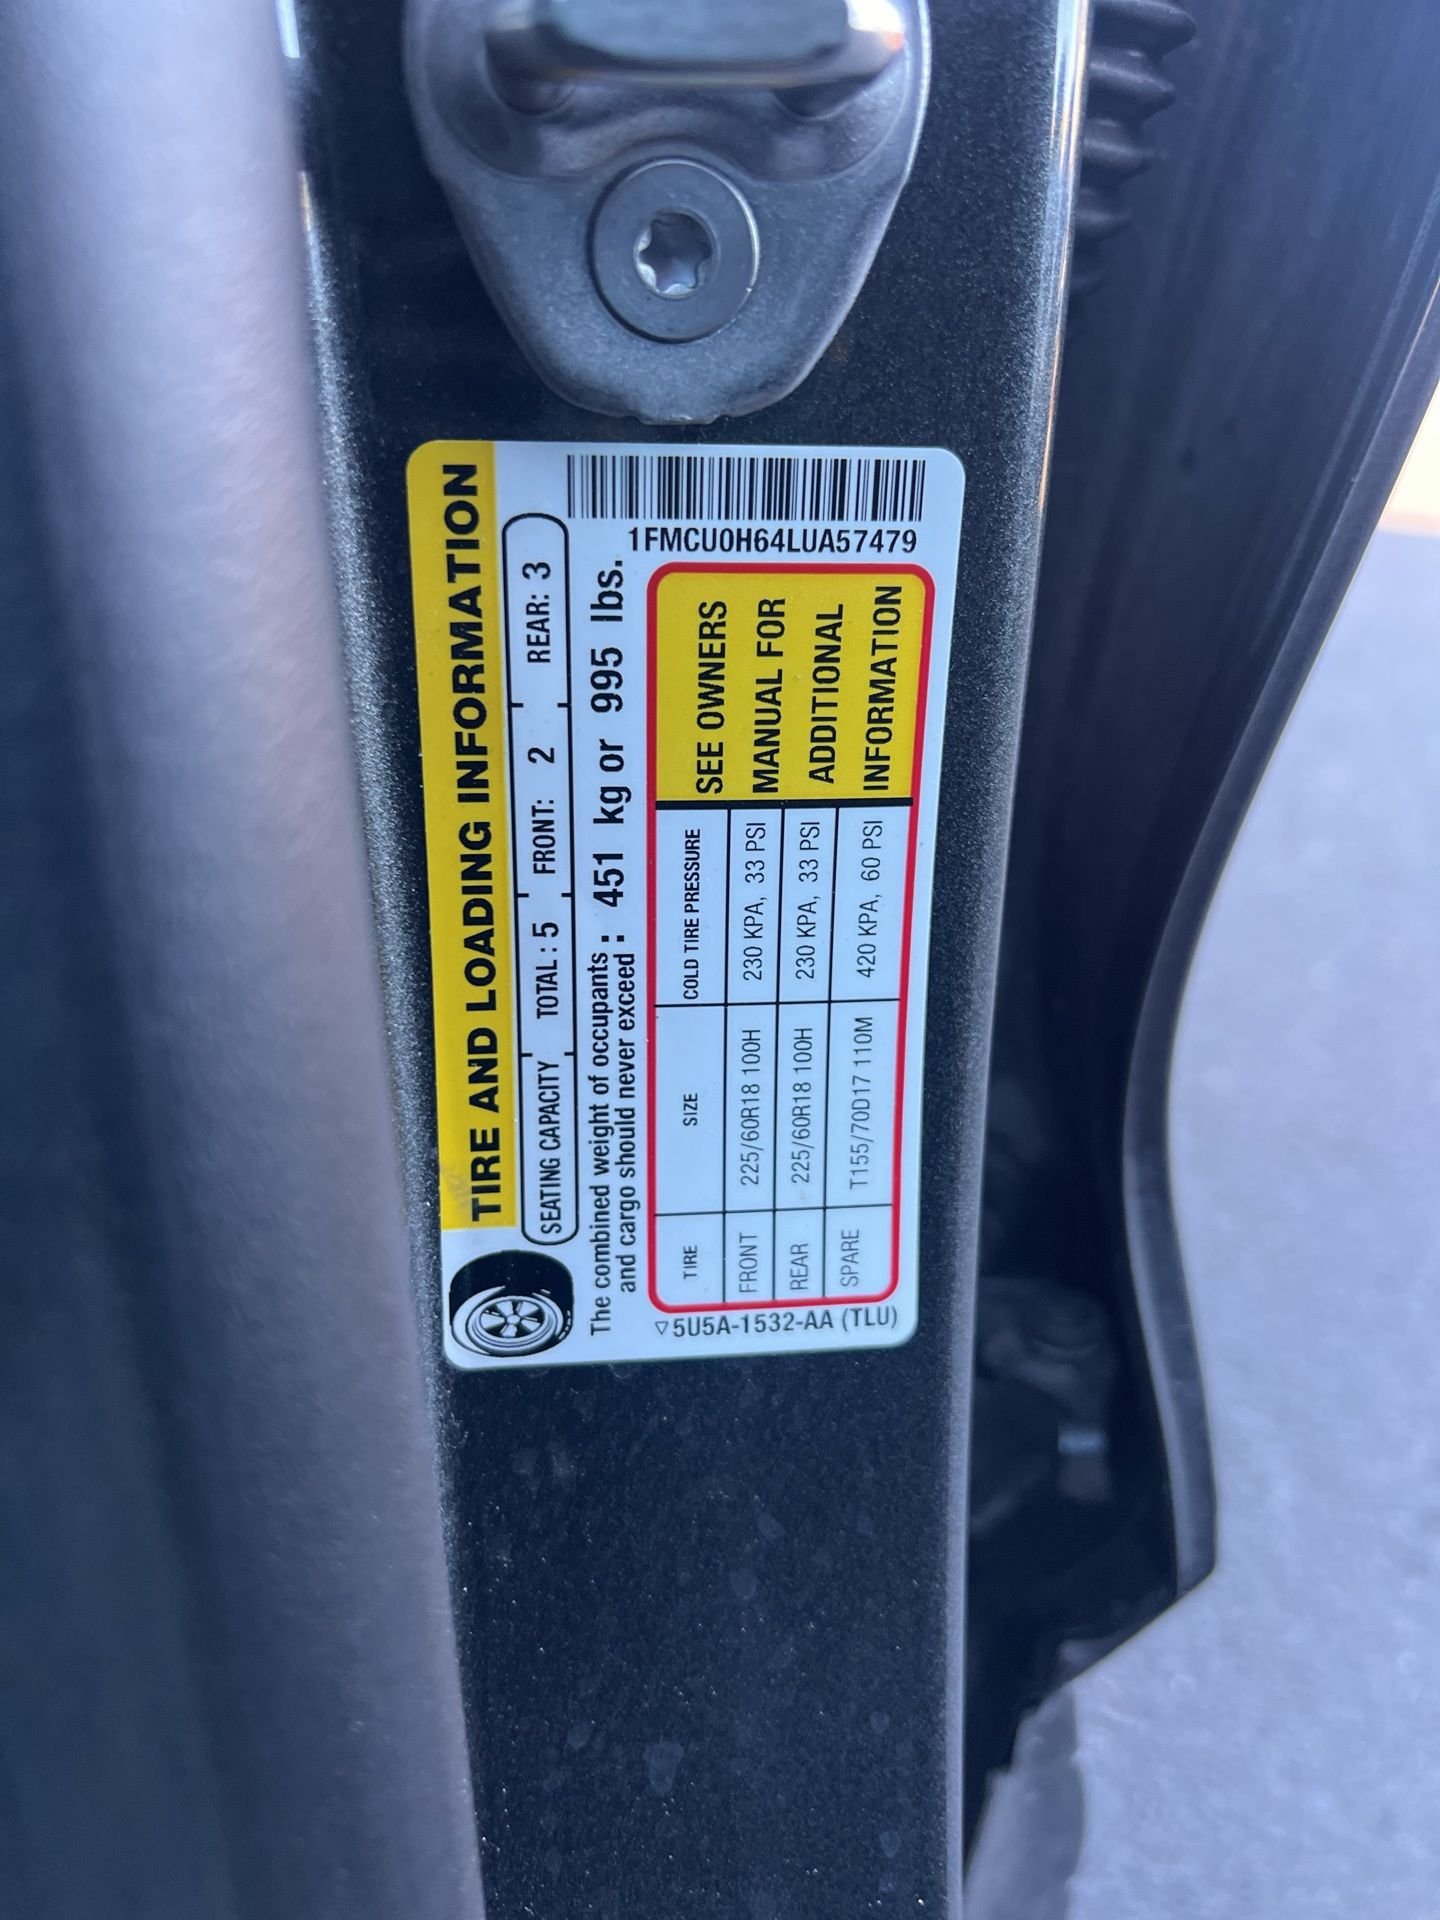 TIRE AND LOADING INFORMATION
SEATING CAPACITY TOTAL : 5 FRONT: 2 REAR: 3
The combined weight of occupants
and cargo should never exceed : 451 kg or 995 lbs.
1FMCU0H64LUA57479
TIRE SIZE COLD TIRE PRESSURE
FRONT 225/60R18 100H 230 KPA, 33 PSI
REAR 225/60R18 100H 230 KPA, 33 PSI
SPARE T155/70D17 110M 420 KPA, 60 PSI
SEE OWNERS
MANUAL FOR
ADDITIONAL
INFORMATION
▽5U5A-1532-AA (TLU)